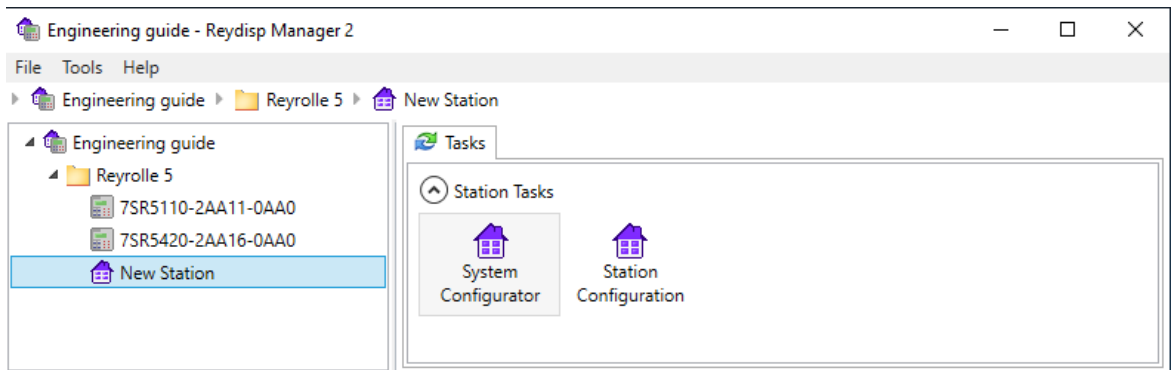 Engineering guide - Reydisp Manager 2
File Tools Help
Engineering guide Reyrolle 5 New Station
Engineering guide
Reyrolle 5
7SR5110-2AA11-0AA0
7SR5420-2AA16-0AA0
New Station
Tasks
Station Tasks
System
Configurator
Station
Configuration